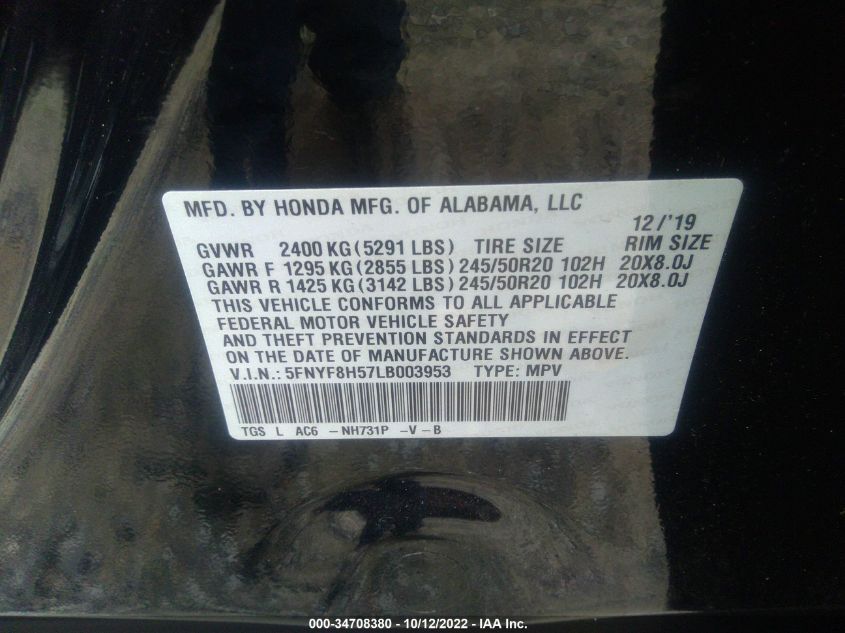 MFD. BY HONDA MFG. OF ALABAMA, LLC
12/'19
GVWR 2400 KG (5291 LBS) TIRE SIZE RIM SIZE
GAWR F 1295 KG (2855 LBS) 245/50R20 102H 20X8.0J
GAWR R 1425 KG (3142 LBS) 245/50R20 102H 20X8.0J
THIS VEHICLE CONFORMS TO ALL APPLICABLE
FEDERAL MOTOR VEHICLE SAFETY
AND THEFT PREVENTION STANDARDS IN EFFECT
ON THE DATE OF MANUFACTURE SHOWN ABOVE.
V.I.N.: 5FNYF8H57LB003953 TYPE: MPV
TGS L AC6 -NH731P -V-B
000-34708380 - 10/12/2022 - IAA Inc.